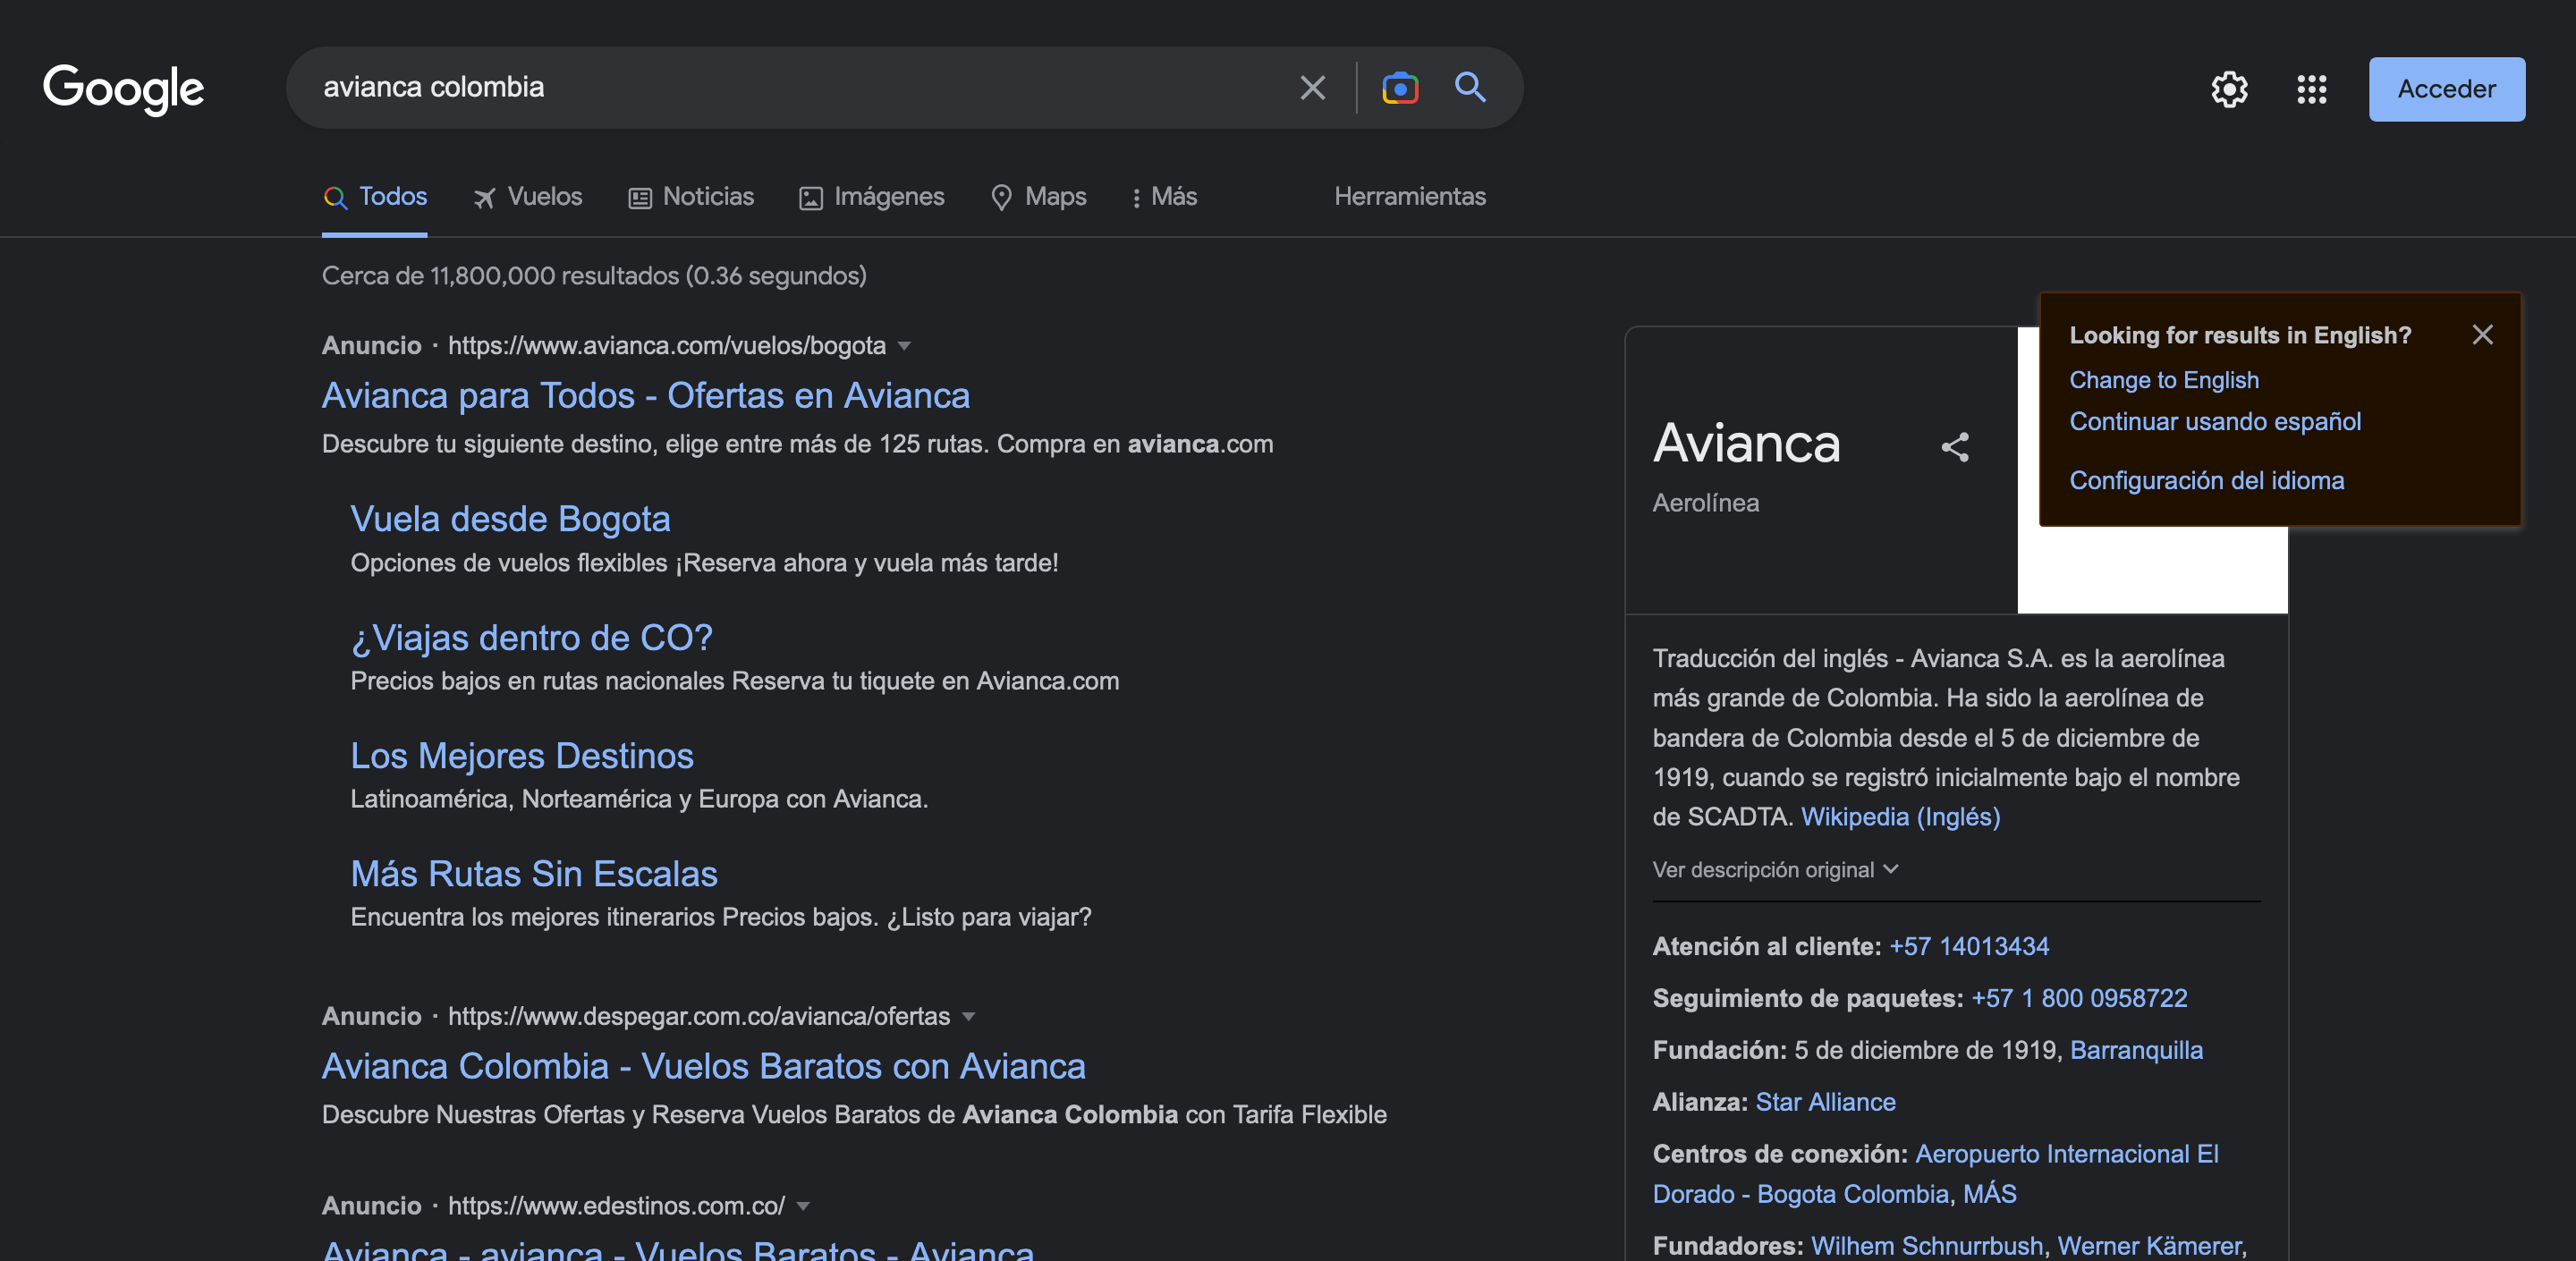 Google
avianca colombia
Acceder
Todos
Vuelos
Noticias
Imágenes
Maps
Más
Herramientas
Cerca de 11,800,000 resultados (0.36 segundos)
Anuncio · https://www.avianca.com/vuelos/bogota
Avianca para Todos - Ofertas en Avianca
Descubre tu siguiente destino, elige entre más de 125 rutas. Compra en avianca.com
Vuela desde Bogota
Opciones de vuelos flexibles ¡Reserva ahora y vuela más tarde!
¿Viajas dentro de CO?
Precios bajos en rutas nacionales Reserva tu tiquete en Avianca.com
Los Mejores Destinos
Latinoamérica, Norteamérica y Europa con Avianca.
Más Rutas Sin Escalas
Encuentra los mejores itinerarios Precios bajos. ¿Listo para viajar?
Anuncio · https://www.despegar.com.co/avianca/ofertas
Avianca Colombia - Vuelos Baratos con Avianca
Descubre Nuestras Ofertas y Reserva Vuelos Baratos de Avianca Colombia con Tarifa Flexible
Anuncio · https://www.edestinos.com.co/
Avianca - avianca - Vuelos Baratos - Avianca
Looking for results in English?
Change to English
Continuar usando español
Configuración del idioma
Avianca
Aerolínea
Traducción del inglés - Avianca S.A. es la aerolínea
más grande de Colombia. Ha sido la aerolínea de
bandera de Colombia desde el 5 de diciembre de
1919, cuando se registró inicialmente bajo el nombre
de SCADTA. Wikipedia (Inglés)
Ver descripción original
Atención al cliente: +57 14013434
Seguimiento de paquetes: +57 1 800 0958722
Fundación: 5 de diciembre de 1919, Barranquilla
Alianza: Star Alliance
Centros de conexión: Aeropuerto Internacional El
Dorado - Bogota Colombia, MÁS
Fundadores: Wilhem Schnurrbush, Werner Kämerer,